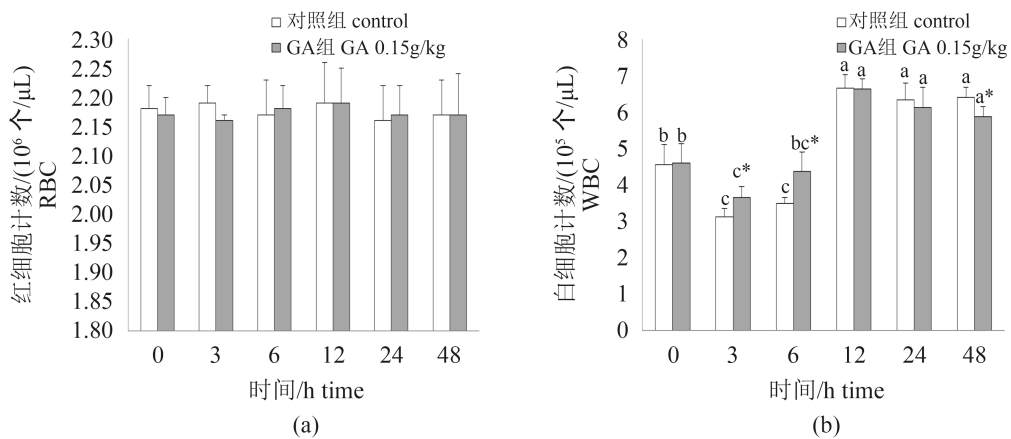 对照组 control
GA组 GA 0.15g/kg
2.30
2.25
2.20
2.15
2.10
2.05
2.00
1.95
1.90
1.85
1.80
红细胞计数/(10⁶ 个/μL)
RBC
0 3 6 12 24 48
时间/h time
(a)
对照组 control
GA组 GA 0.15g/kg
8
7
6
5
4
3
2
1
0
白细胞计数/(10⁵ 个/μL)
WBC
b b c c* c bc* a a a a a a*
0 3 6 12 24 48
时间/h time
(b)